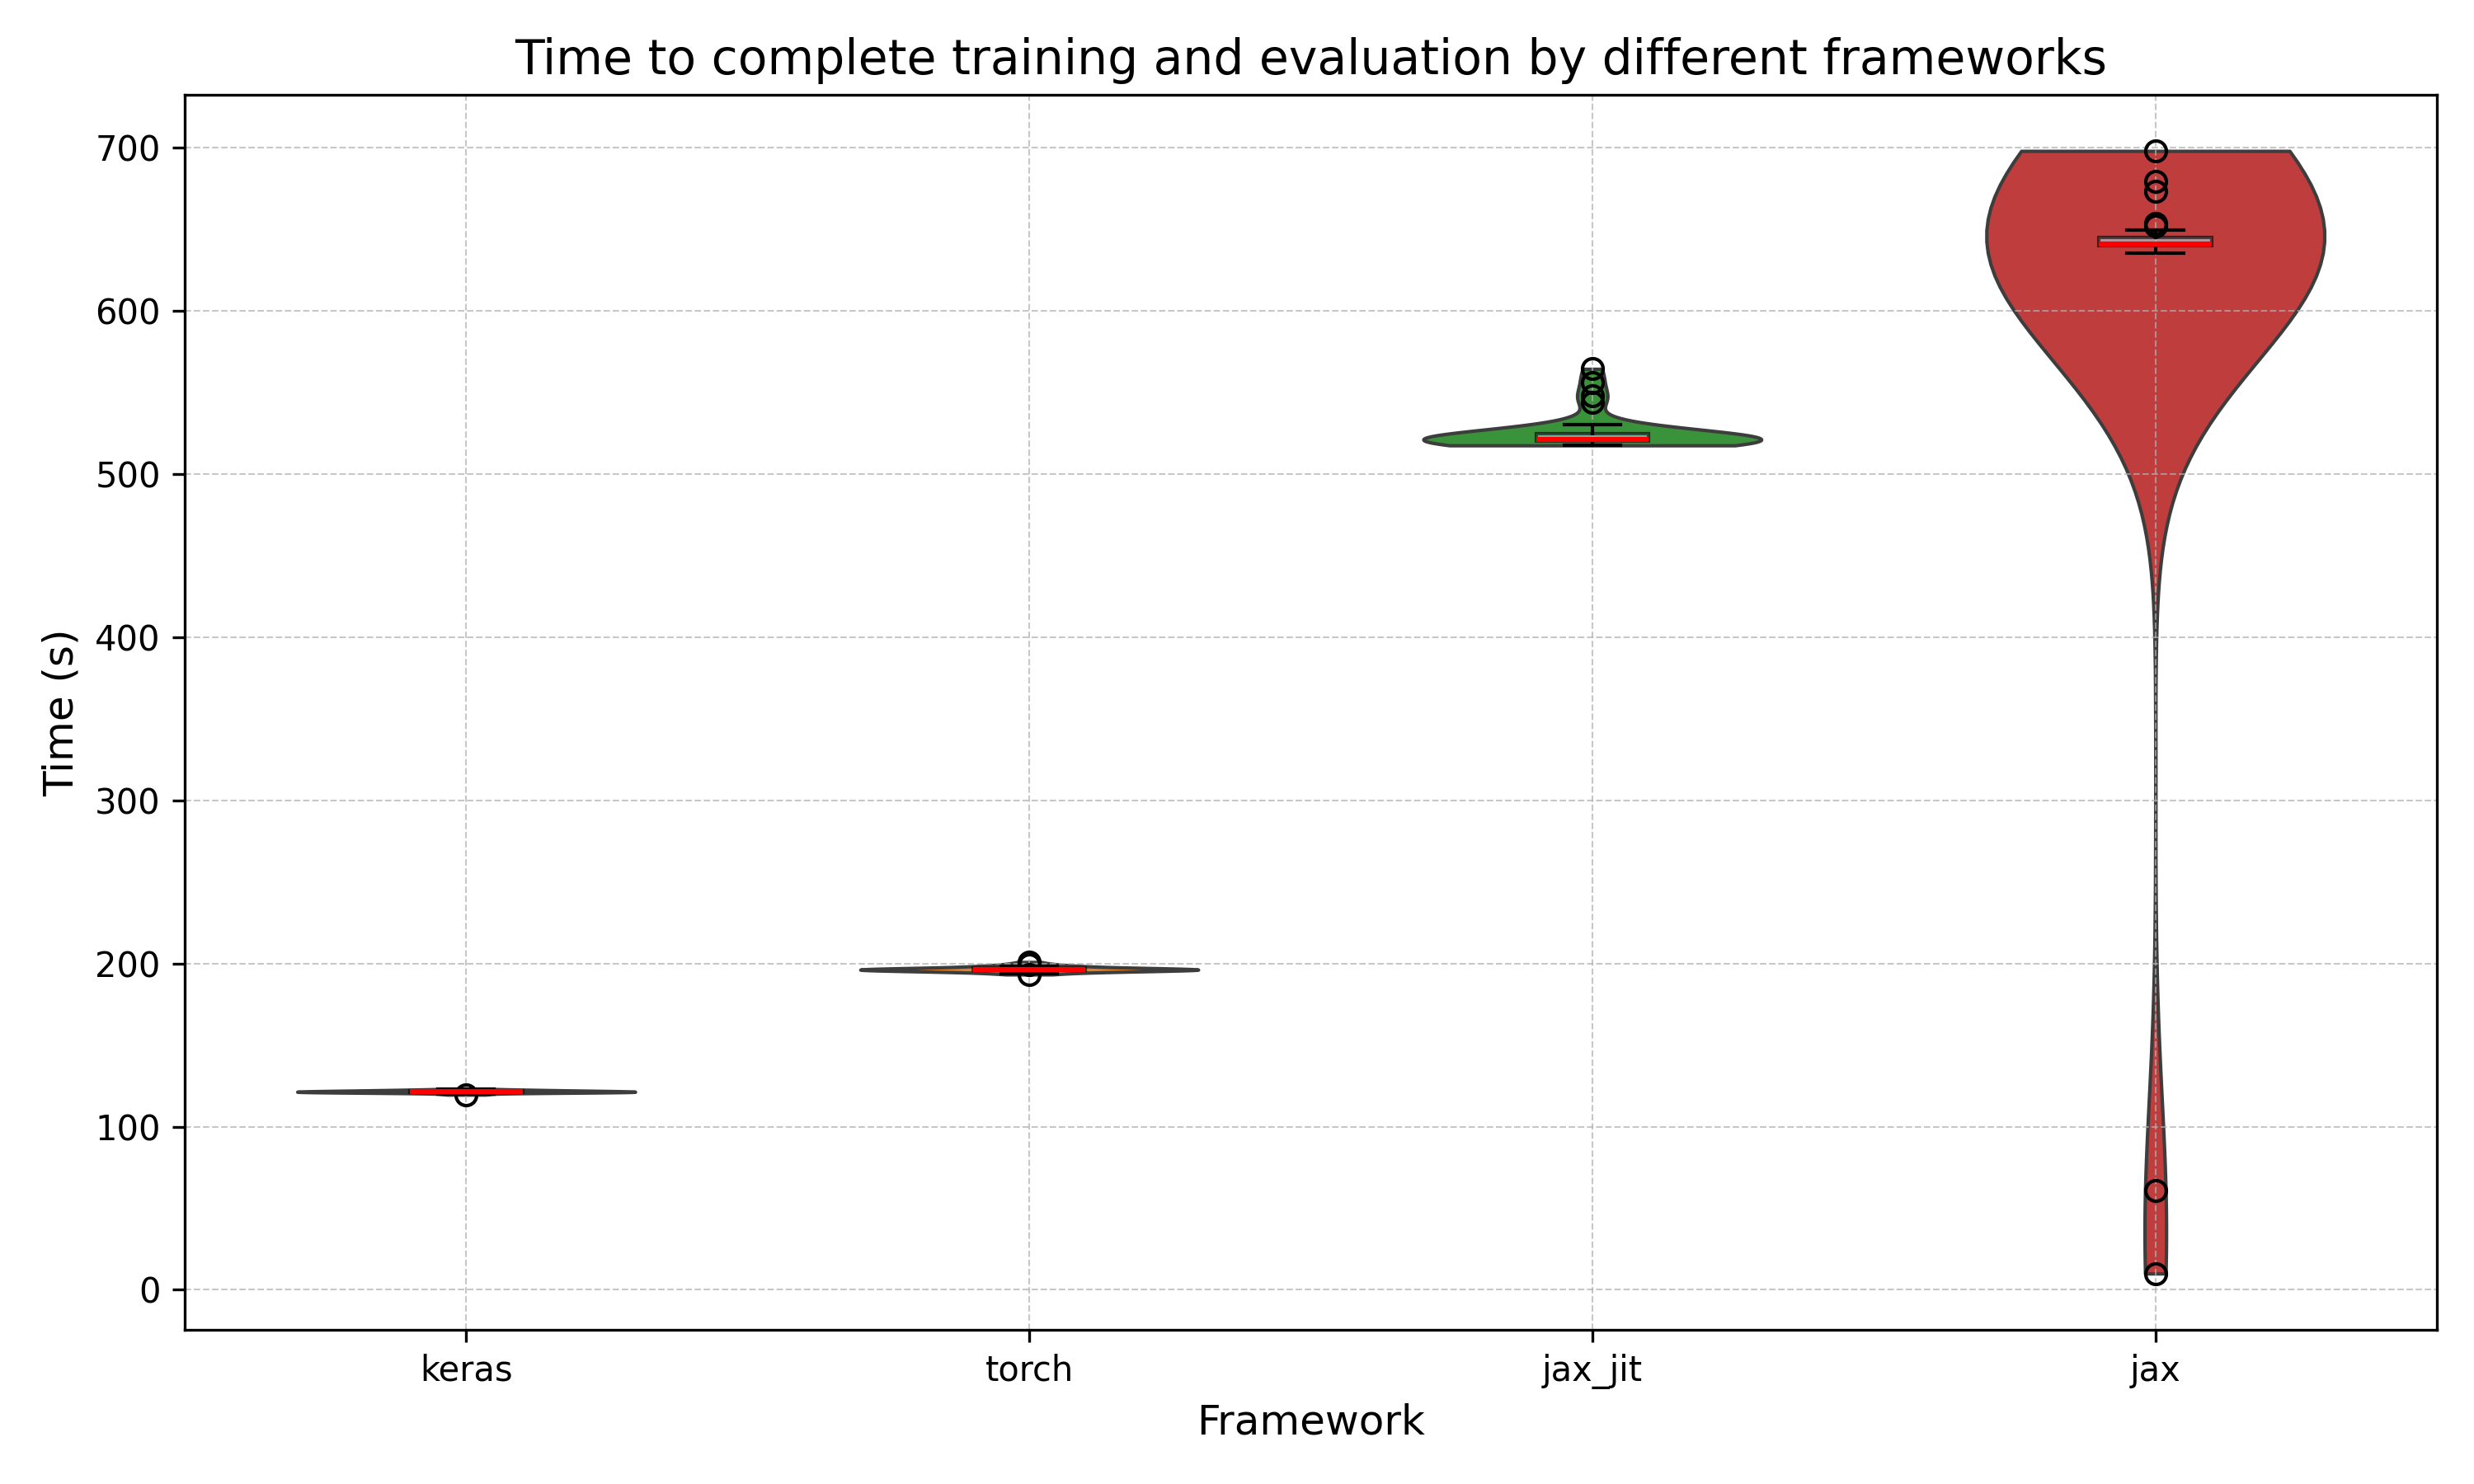 Time to complete training and evaluation by different frameworks
Time (s)
700
600
500
400
300
200
100
0
keras
torch
jax_jit
jax
Framework